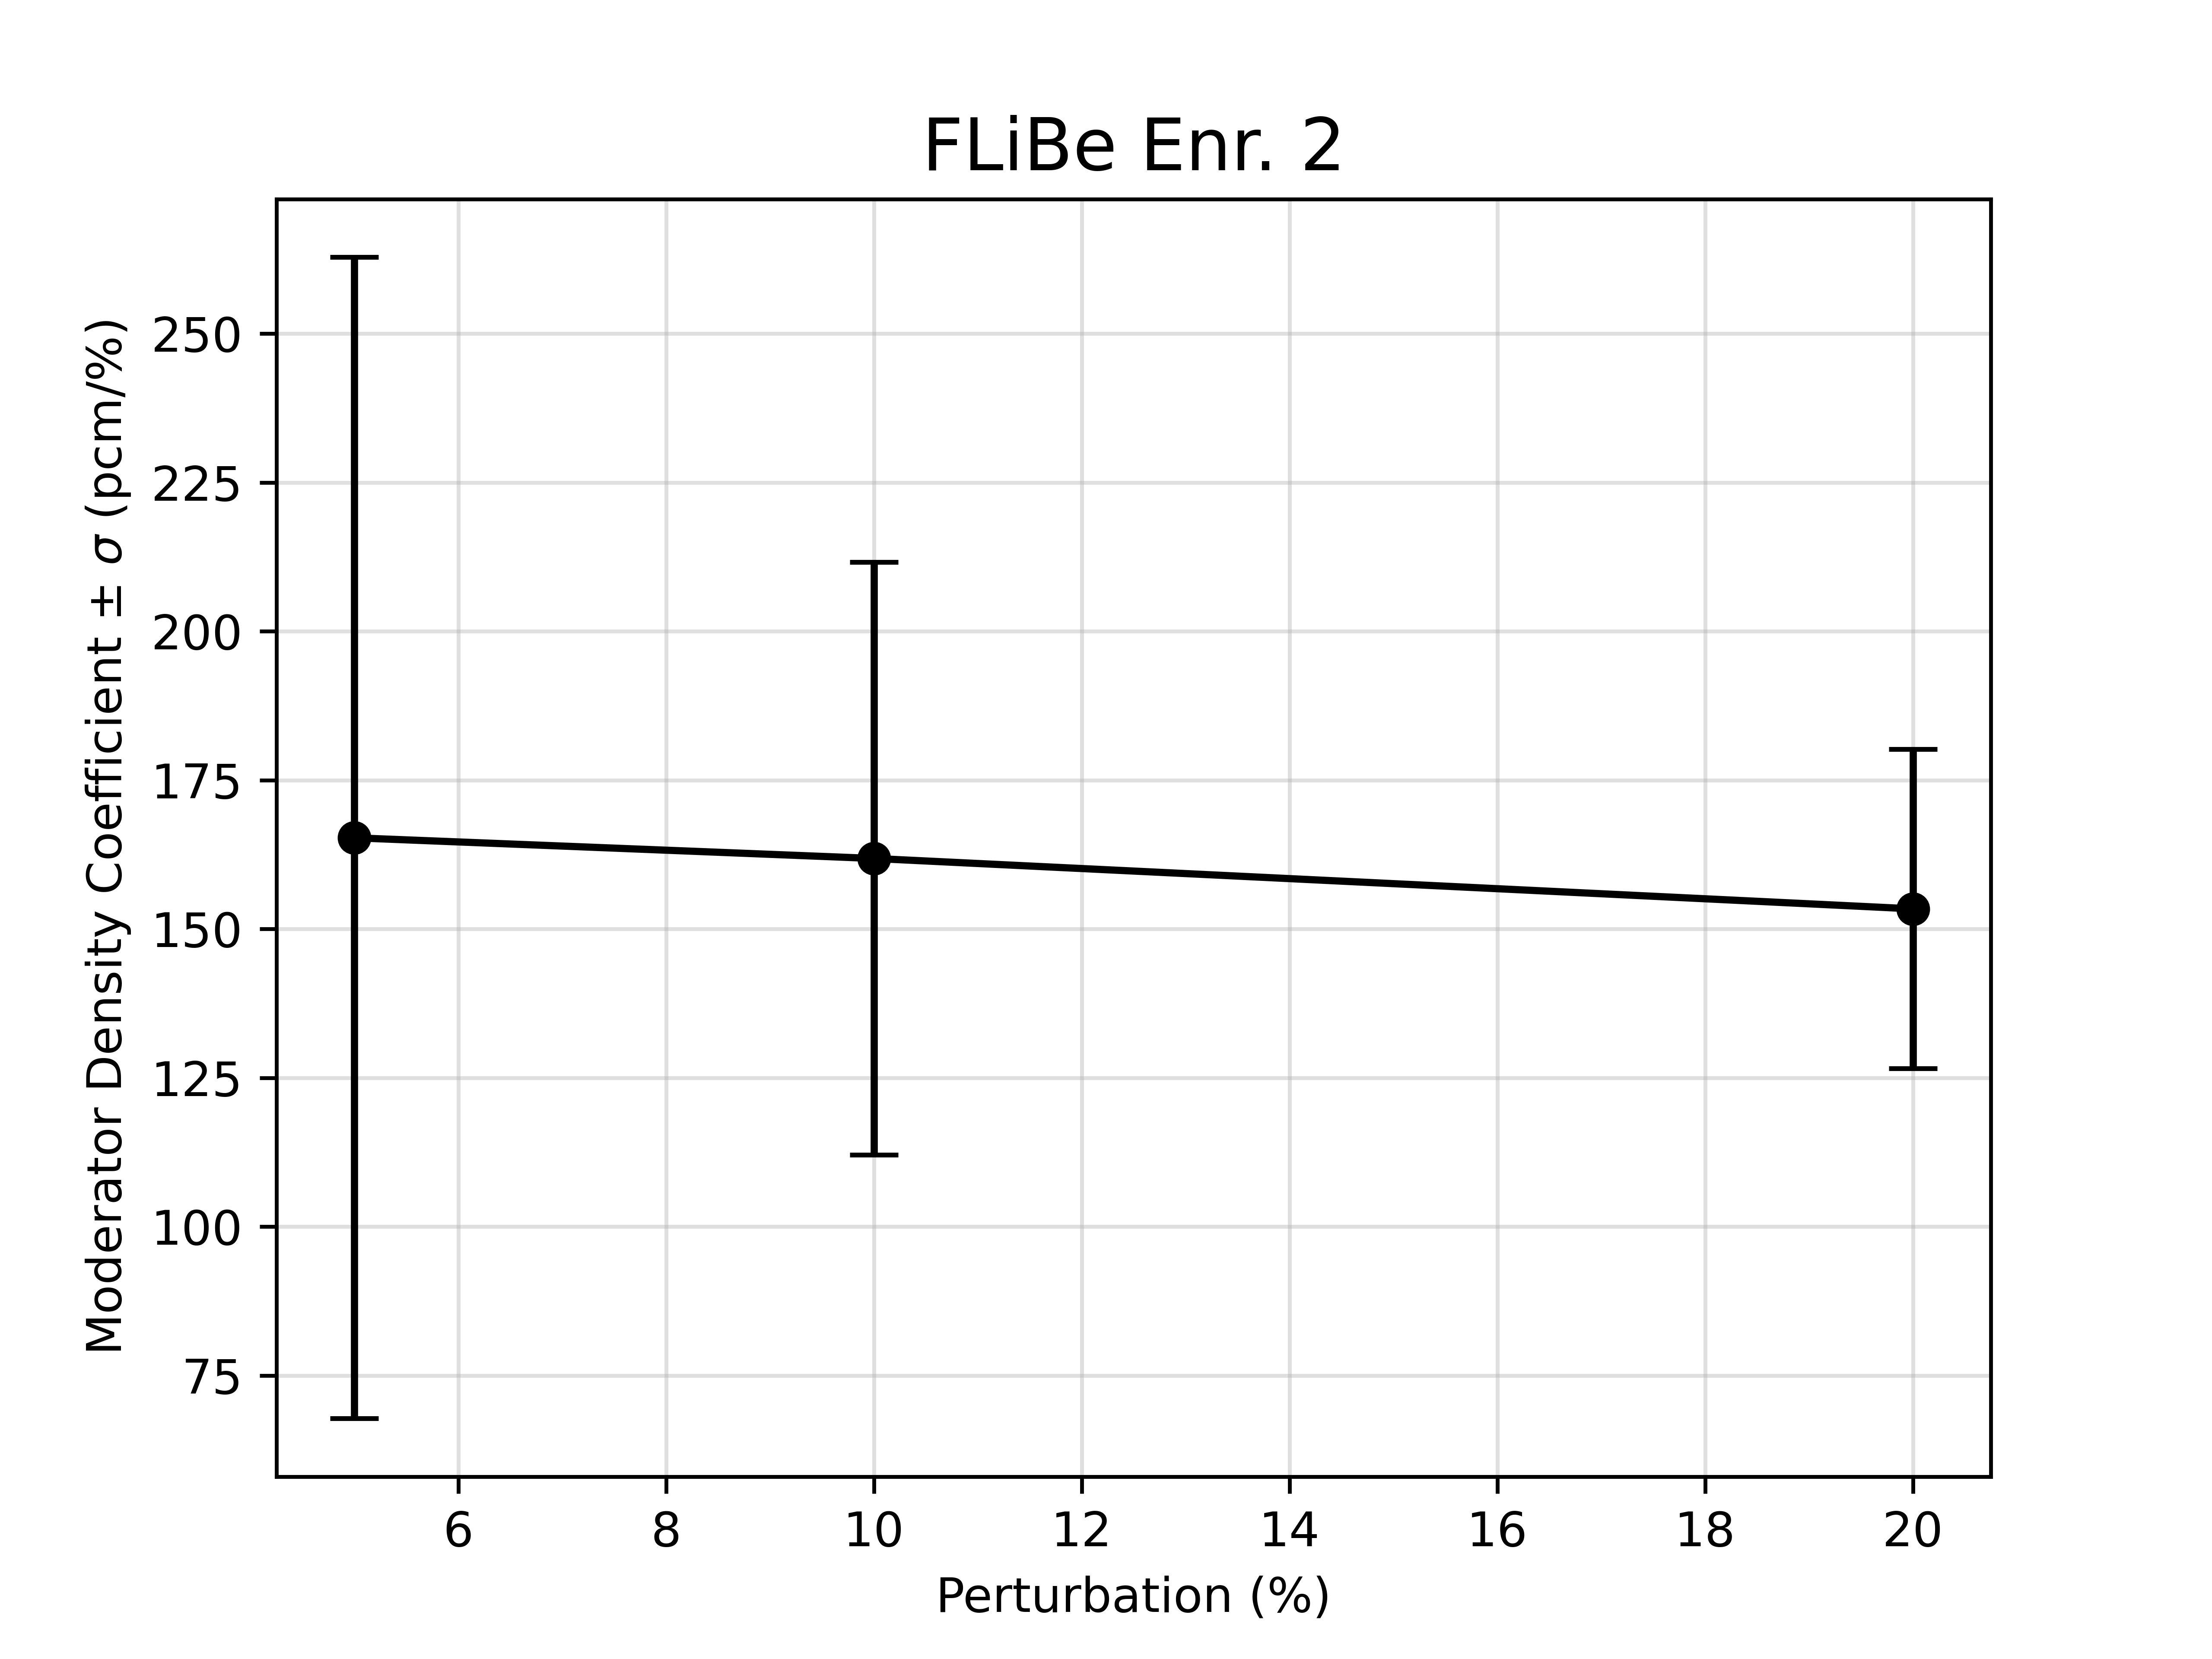 FLiBe Enr. 2
Moderator Density Coefficient ± σ (pcm/%)
250
225
200
175
150
125
100
75
6 8 10 12 14 16 18 20
Perturbation (%)